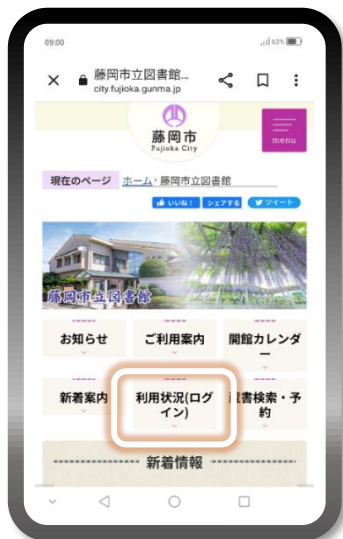 09:00
63%
藤岡市立図書館...
city.fujioka.gunma.jp
藤岡市
Fujioka City
menu
現在のページ ホーム › 藤岡市立図書館
いいね! シェアする ツイート
藤岡市立図書館
お知らせ ご利用案内 開館カレンダ
ー
新着案内 利用状況(ログ 蔵書検索・予
イン) 約
新着情報